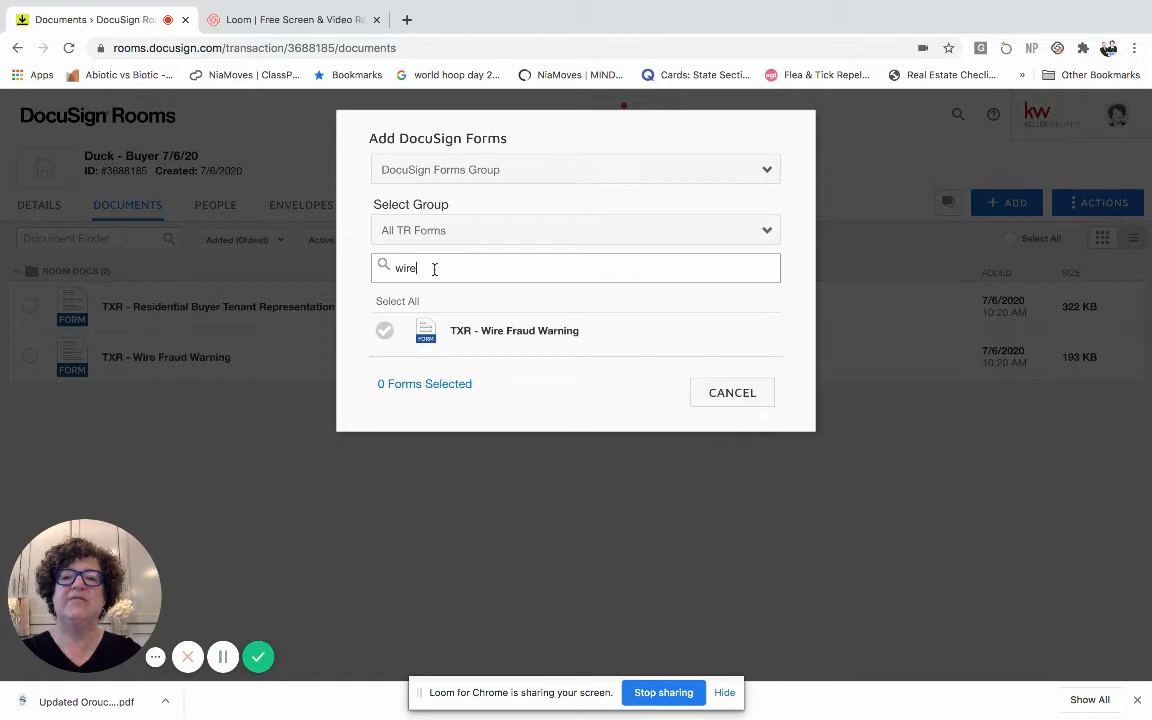 Documents › DocuSign Ro
Loom | Free Screen & Video Re
rooms.docusign.com/transaction/3688185/documents
Apps
Abiotic vs Biotic -...
NiaMoves | ClassP...
Bookmarks
world hoop day 2...
NiaMoves | MIND...
Cards: State Secti...
Flea & Tick Repel...
Real Estate Checkli...
»
Other Bookmarks
DocuSign Rooms
kw
KELLERWILLIAMS
Duck - Buyer 7/6/20
ID: #3688185 Created: 7/6/2020
DETAILS
DOCUMENTS
PEOPLE
ENVELOPES
+ ADD
ACTIONS
Document Finder
Added (Oldest)
Active
Select All
ROOM DOCS (2)
ADDED
SIZE
FORM
TXR - Residential Buyer Tenant Representation
7/6/2020
10:20 AM
322 KB
FORM
TXR - Wire Fraud Warning
7/6/2020
10:20 AM
193 KB
Add DocuSign Forms
DocuSign Forms Group
Select Group
All TR Forms
wire
Select All
FORM
TXR - Wire Fraud Warning
0 Forms Selected
CANCEL
Loom for Chrome is sharing your screen.
Stop sharing
Hide
Updated Orouc....pdf
Show All